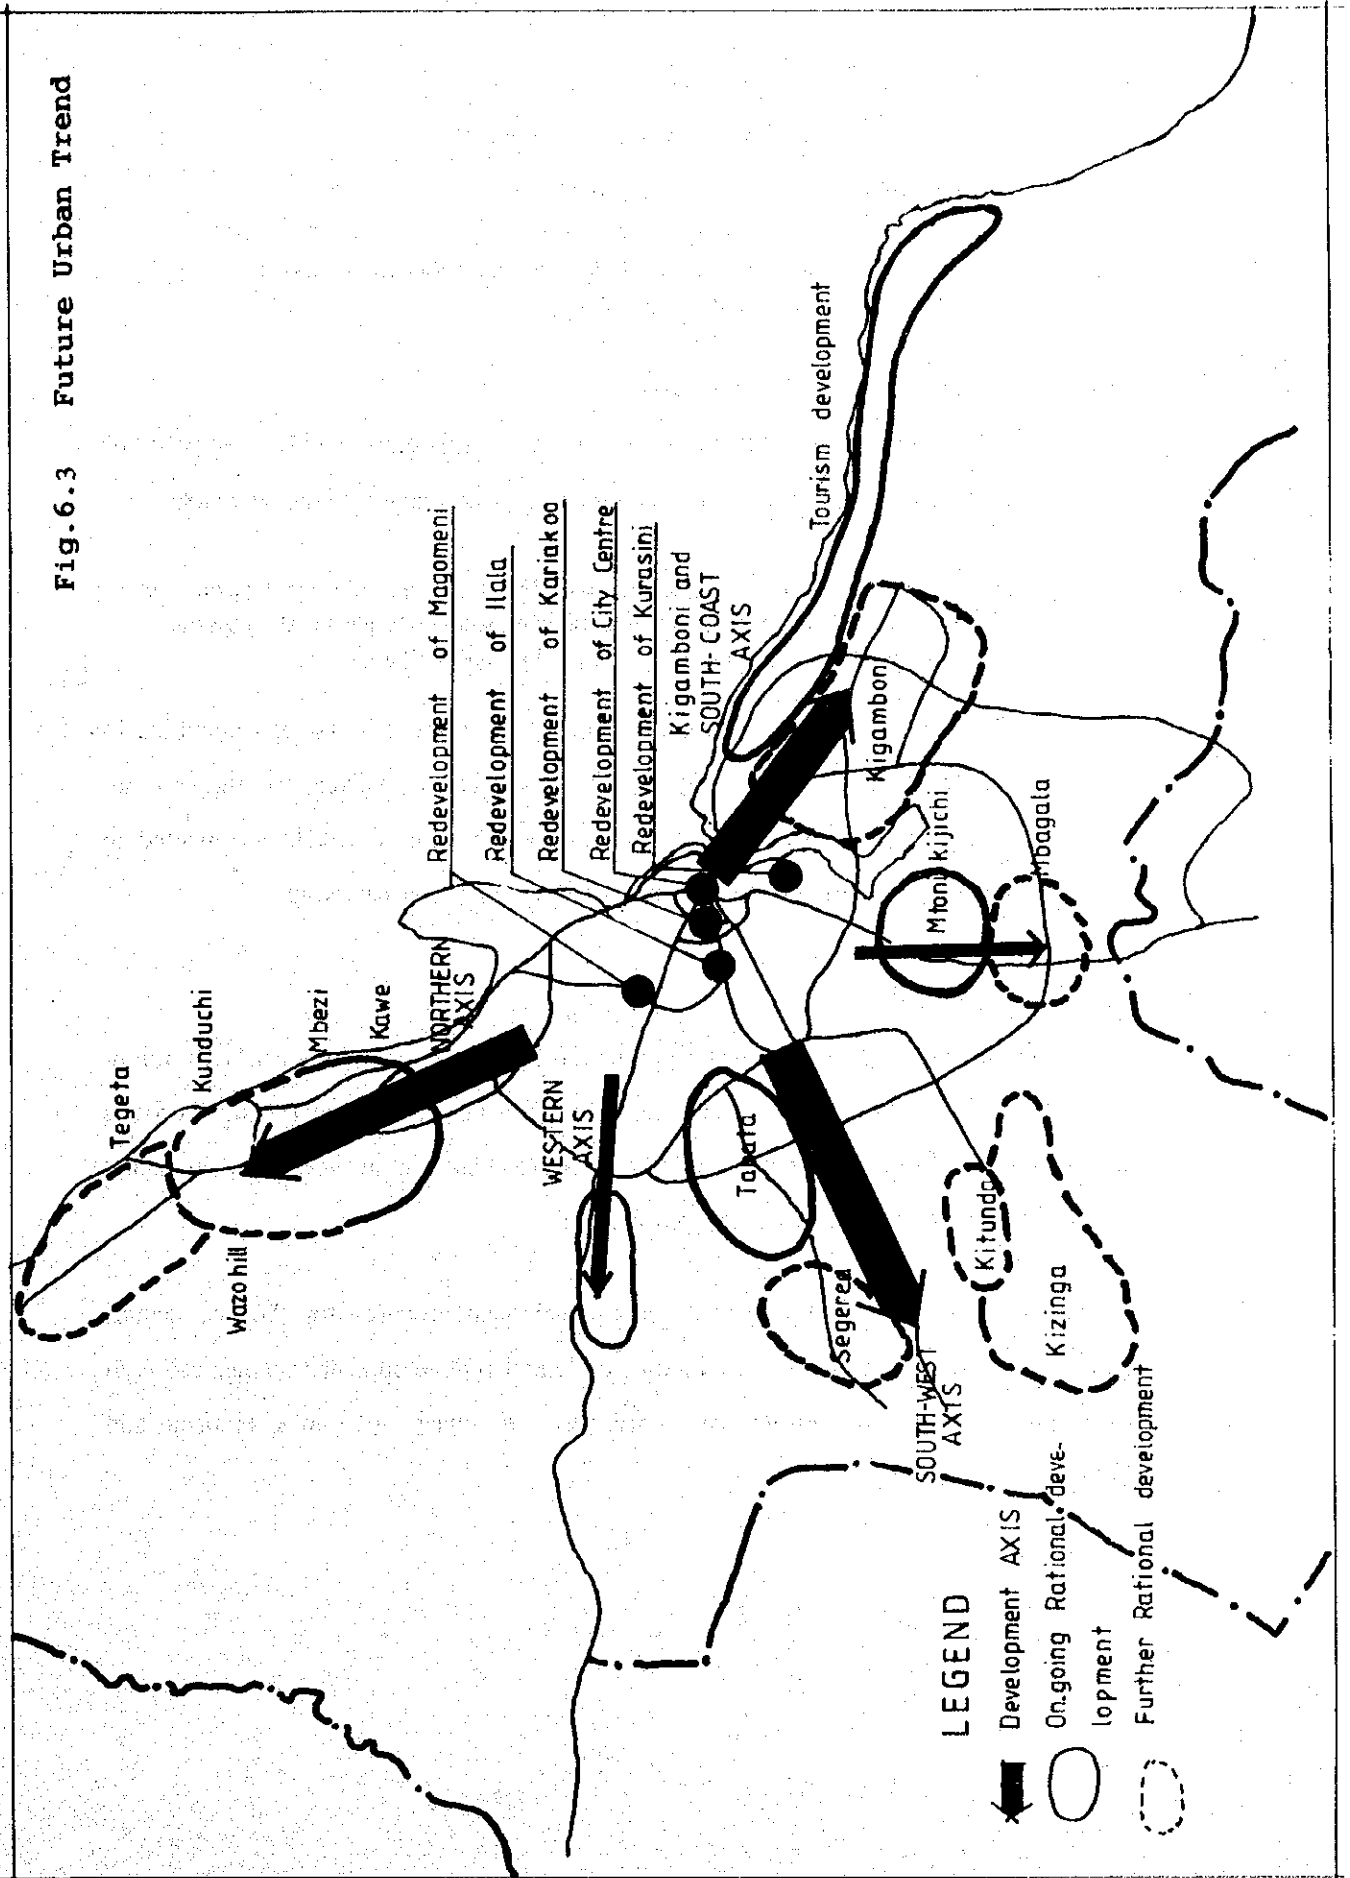 Fig.6.3 Future Urban Trend
Tegeta
Kunduchi
Mbezi
Kawe
NORTHERN
AXIS
Wazo hill
Redevelopment of Magomeni
Redevelopment of Ilala
Redevelopment of Kariakoo
Redevelopment of City Centre
Redevelopment of Kurasini
Kigamboni and
SOUTH-COAST
AXIS
Tourism development
WESTERN
AXIS
Tabata
Segerea
SOUTH-WEST
AXIS
Kitunda
Kizinga
Kigamboni
Mtoni kijichi
Mbagala
LEGEND
Development AXIS
On.going Rational deve-
lopment
Further Rational development